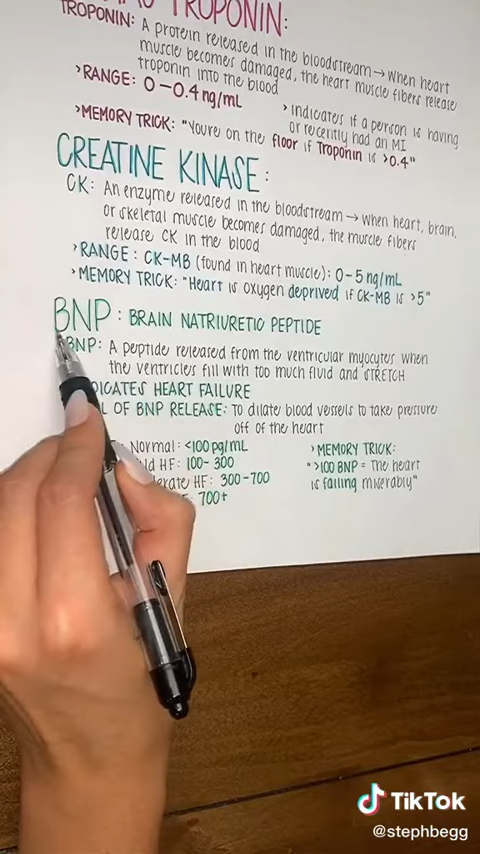 TROPONIN:
TROPONIN: A protein released in the bloodstream → when heart
muscle becomes damaged, the heart muscle fibers release
troponin into the blood
>RANGE: 0-0.4 ng/mL
>Indicates if a person is having
or recently had an MI
>MEMORY TRICK: "Youre on the floor if Troponin is >0.4"
CREATINE KINASE:
CK: An enzyme released in the bloodstream → when heart, brain,
or skeletal muscle becomes damaged, the muscle fibers
release CK in the blood
>RANGE: CK-MB (found in heart muscle): 0-5 ng/mL
>MEMORY TRICK: "Heart is oxygen deprived if CK-MB is >5"
BNP: BRAIN NATRIURETIC PEPTIDE
BNP: A peptide released from the ventricular myocytes when
the ventricles fill with too much fluid and STRETCH
DICATES HEART FAILURE
L OF BNP RELEASE: To dilate blood vessels to take pressure
off of the heart
Normal: <100 pg/mL
ld HF: 100-300
erate HF: 300-700
700+
>MEMORY TRICK:
">100 BNP = The heart
is failing miserably"
TikTok
@stephbegg